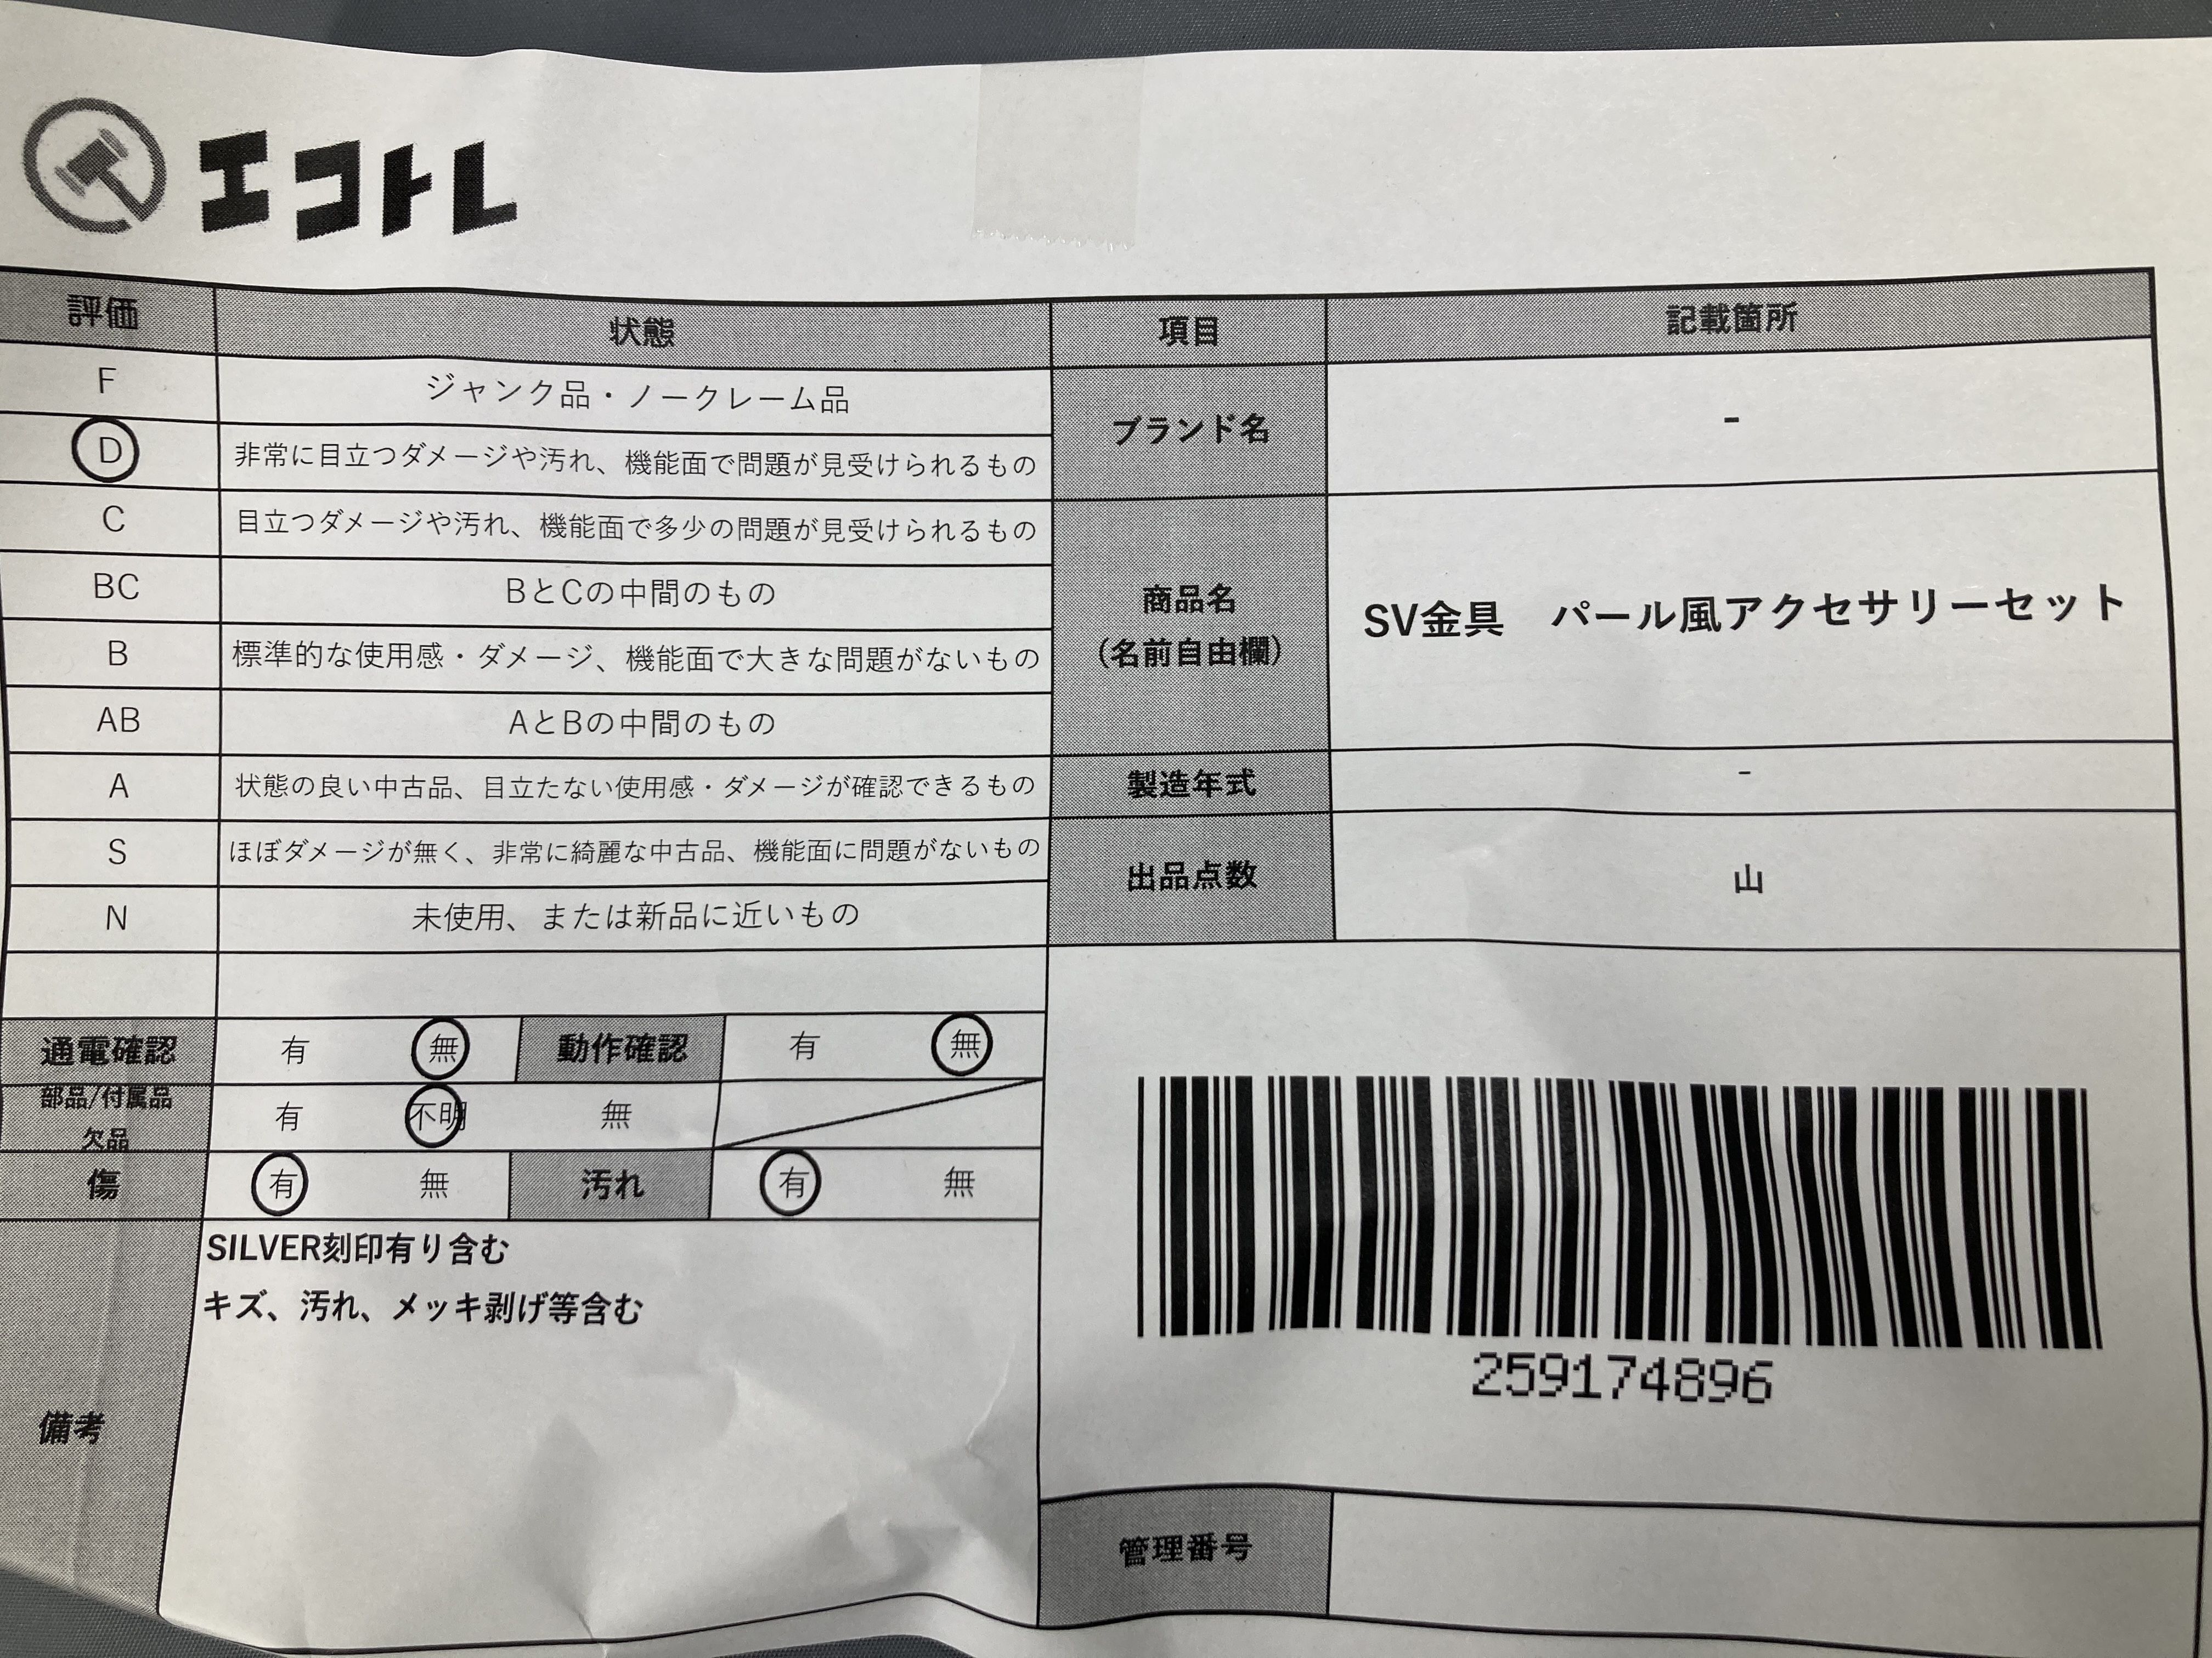 エコトレ
評価 状態 項目 記載箇所
F ジャンク品・ノークレーム品
D 非常に目立つダメージや汚れ、機能面で問題が見受けられるもの
ブランド名 -
C 目立つダメージや汚れ、機能面で多少の問題が見受けられるもの
BC BとCの中間のもの
商品名
（名前自由欄）
SV金具　パール風アクセサリーセット
B 標準的な使用感・ダメージ、機能面で大きな問題がないもの
AB AとBの中間のもの
A 状態の良い中古品、目立たない使用感・ダメージが確認できるもの
製造年式 -
S ほぼダメージが無く、非常に綺麗な中古品、機能面に問題がないもの
出品点数 山
N 未使用、または新品に近いもの
通電確認 有 無 動作確認 有 無
部品/付属品
欠品
有 不明 無
傷 有 無 汚れ 有 無
備考
SILVER刻印有り含む
キズ、汚れ、メッキ剥げ等含む
259174896
管理番号